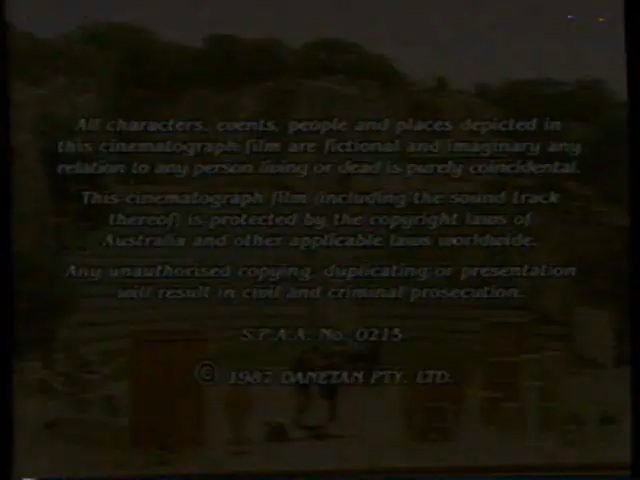 All characters, events, people and places depicted in
this cinematograph film are fictional and imaginary any
relation to any person living or dead is purely coincidental.
This cinematograph film (including the sound track
thereof) is protected by the copyright laws of
Australia and other applicable laws worldwide.
Any unauthorised copying, duplicating or presentation
will result in civil and criminal prosecution.
S.P.A.A. No. 0215
© 1987 DANETAN PTY. LTD.